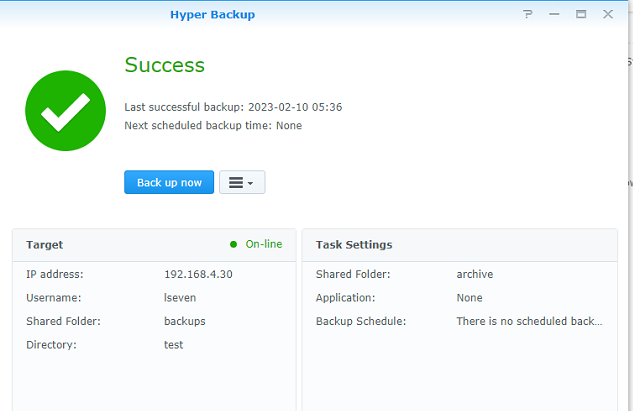 Hyper Backup
Success
Last successful backup: 2023-02-10 05:36
Next scheduled backup time: None
Back up now
Target
On-line
IP address: 192.168.4.30
Username: lseven
Shared Folder: backups
Directory: test
Task Settings
Shared Folder: archive
Application: None
Backup Schedule: There is no scheduled back...